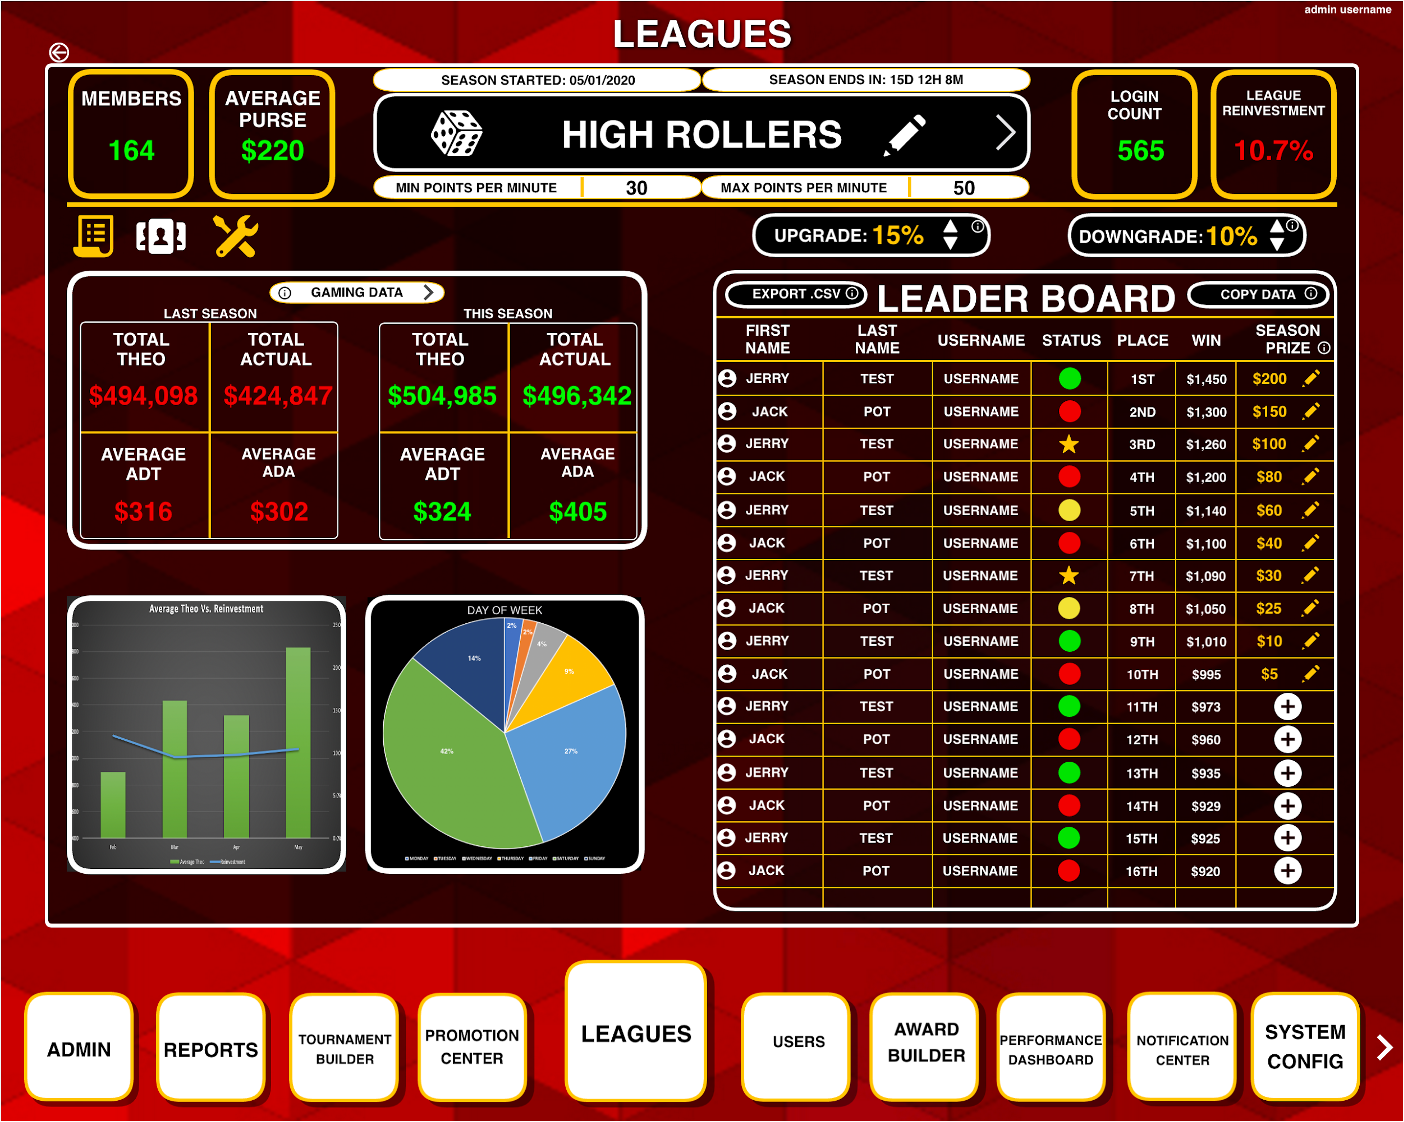 admin username
LEAGUES
MEMBERS
164
AVERAGE
PURSE
$220
SEASON STARTED: 05/01/2020
SEASON ENDS IN: 15D 12H 8M
HIGH ROLLERS
MIN POINTS PER MINUTE 30
MAX POINTS PER MINUTE 50
LOGIN
COUNT
565
LEAGUE
REINVESTMENT
10.7%
UPGRADE: 15%
DOWNGRADE: 10%
GAMING DATA
LAST SEASON
TOTAL
THEO
$494,098
TOTAL
ACTUAL
$424,847
AVERAGE
ADT
$316
AVERAGE
ADA
$302
THIS SEASON
TOTAL
THEO
$504,985
TOTAL
ACTUAL
$496,342
AVERAGE
ADT
$324
AVERAGE
ADA
$405
Average Theo Vs. Reinvestment
Feb Mar Apr May
Average Theo Reinvestment
DAY OF WEEK
2% 2% 4% 9% 27% 42% 14%
MONDAY TUESDAY WEDNESDAY THURSDAY FRIDAY SATURDAY SUNDAY
EXPORT .CSV
LEADER BOARD
COPY DATA
FIRST NAME LAST NAME USERNAME STATUS PLACE WIN SEASON PRIZE
JERRY TEST USERNAME 1ST $1,450 $200
JACK POT USERNAME 2ND $1,300 $150
JERRY TEST USERNAME 3RD $1,260 $100
JACK POT USERNAME 4TH $1,200 $80
JERRY TEST USERNAME 5TH $1,140 $60
JACK POT USERNAME 6TH $1,100 $40
JERRY TEST USERNAME 7TH $1,090 $30
JACK POT USERNAME 8TH $1,050 $25
JERRY TEST USERNAME 9TH $1,010 $10
JACK POT USERNAME 10TH $995 $5
JERRY TEST USERNAME 11TH $973
JACK POT USERNAME 12TH $960
JERRY TEST USERNAME 13TH $935
JACK POT USERNAME 14TH $929
JERRY TEST USERNAME 15TH $925
JACK POT USERNAME 16TH $920
ADMIN
REPORTS
TOURNAMENT
BUILDER
PROMOTION
CENTER
LEAGUES
USERS
AWARD
BUILDER
PERFORMANCE
DASHBOARD
NOTIFICATION
CENTER
SYSTEM
CONFIG